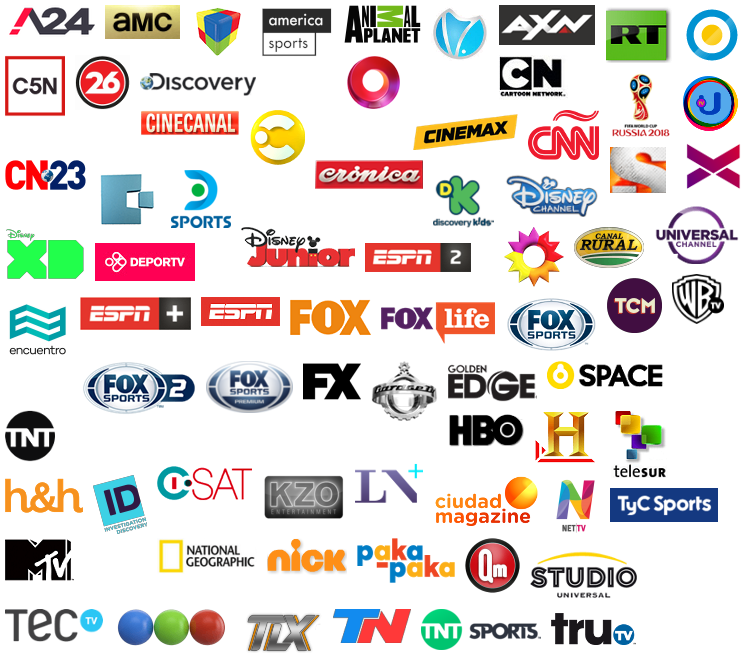 A24
amc
america
sports
ANIMAL
PLANET
AXN
RT
C5N
26
Discovery
CN
CARTOON NETWORK
FIFA WORLD CUP
RUSSIA 2018
TV
U
CINECANAL
CINEMAX
CÑN
CN23
SPORTS
crónica
DK
discovery kids
Disney
CHANNEL
Disney
XD
DEPORTV
Disney
Junior
ESPN 2
CANAL
RURAL
UNIVERSAL
CHANNEL
encuentro
ESPN +
ESPN
FOX
FOX life
FOX
SPORTS
TCM
WB
TV
FOX
SPORTS 2
FOX
SPORTS
PREMIUM
FX
Garage
GOLDEN
EDGE
SPACE
TNT
HBO
H
teleSUR
h&h
ID
INVESTIGATION
DISCOVERY
SAT
KZO
ENTERTAINMENT
LN+
ciudad
magazine
N
NET TV
TyC Sports
MTV
NATIONAL
GEOGRAPHIC
nick
paka-
paka
Qm
STUDIO
UNIVERSAL
TEC TV
TLX
TN
TNT SPORTS
tru TV